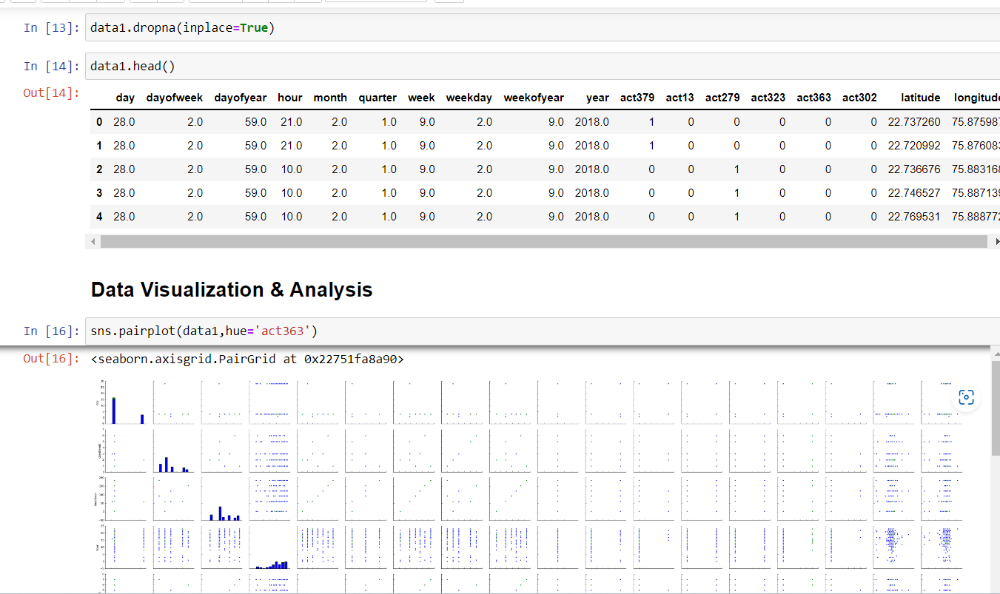 In [13]: data1.dropna(inplace=True)
In [14]: data1.head()
Out[14]:
day dayofweek dayofyear hour month quarter week weekday weekofyear year act379 act13 act279 act323 act363 act302 latitude longitude
0 28.0 2.0 59.0 21.0 2.0 1.0 9.0 2.0 9.0 2018.0 1 0 0 0 0 0 22.737260 75.875987
1 28.0 2.0 59.0 21.0 2.0 1.0 9.0 2.0 9.0 2018.0 1 0 0 0 0 0 22.720992 75.876083
2 28.0 2.0 59.0 10.0 2.0 1.0 9.0 2.0 9.0 2018.0 0 0 1 0 0 0 22.736676 75.883168
3 28.0 2.0 59.0 10.0 2.0 1.0 9.0 2.0 9.0 2018.0 0 0 1 0 0 0 22.746527 75.887139
4 28.0 2.0 59.0 10.0 2.0 1.0 9.0 2.0 9.0 2018.0 0 0 1 0 0 0 22.769531 75.888772
Data Visualization & Analysis
In [16]: sns.pairplot(data1,hue='act363')
Out[16]: <seaborn.axisgrid.PairGrid at 0x22751fa8a90>